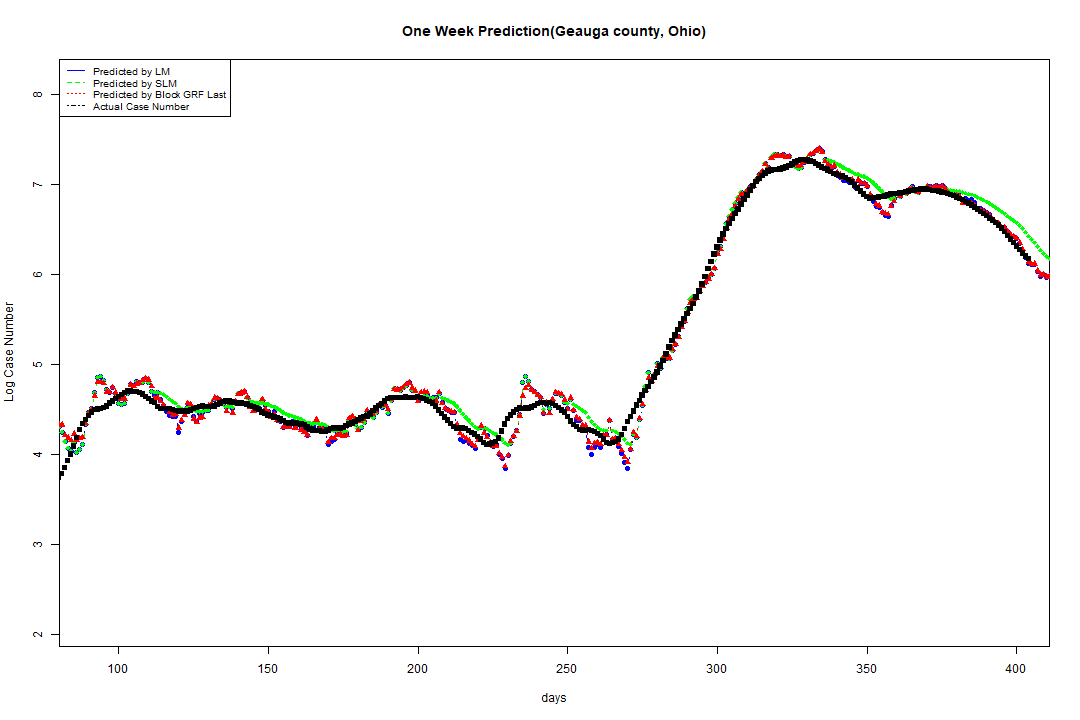 One Week Prediction(Geauga county, Ohio)
Predicted by LM
Predicted by SLM
Predicted by Block GRF Last
Actual Case Number
8
7
6
5
4
3
2
Log Case Number
100 150 200 250 300 350 400
days